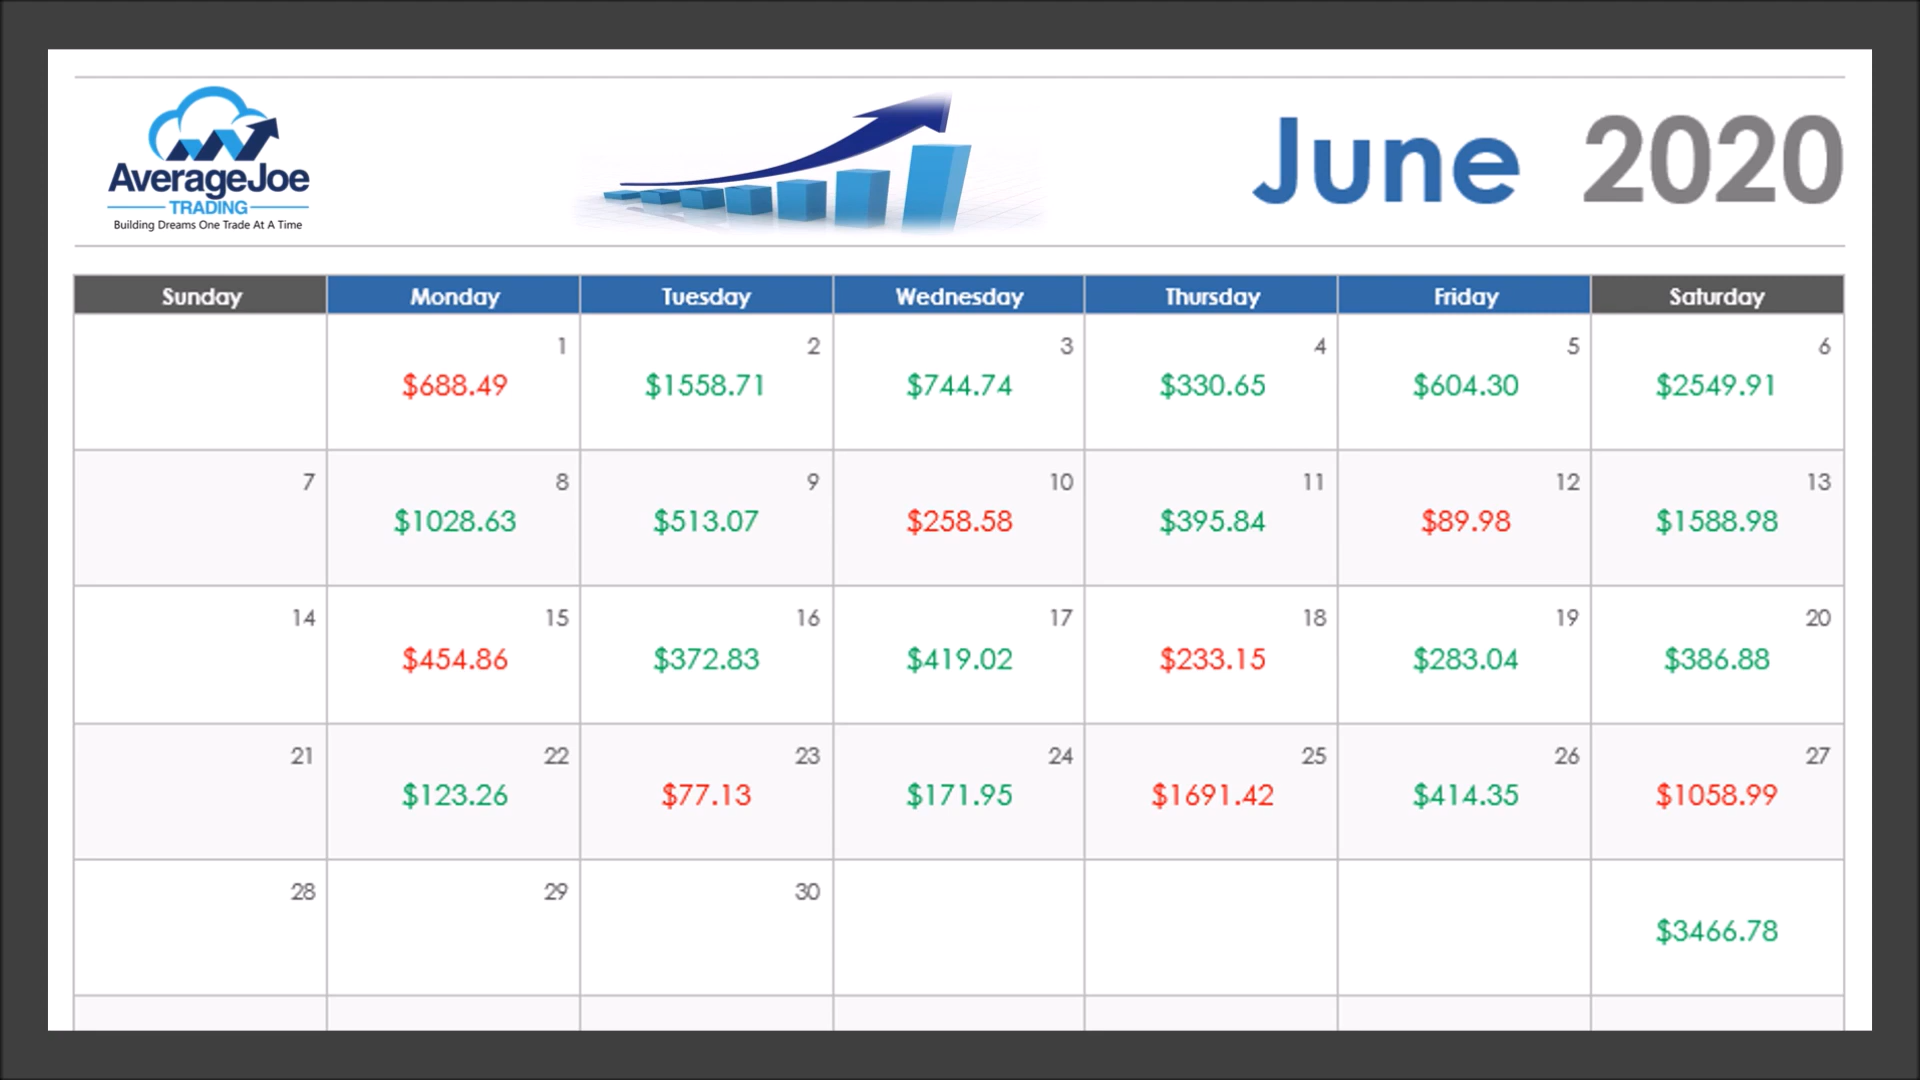 AverageJoe
TRADING
Building Dreams One Trade At A Time
June 2020
Sunday Monday Tuesday Wednesday Thursday Friday Saturday
1 2 3 4 5 6
$688.49 $1558.71 $744.74 $330.65 $604.30 $2549.91
7 8 9 10 11 12 13
$1028.63 $513.07 $258.58 $395.84 $89.98 $1588.98
14 15 16 17 18 19 20
$454.86 $372.83 $419.02 $233.15 $283.04 $386.88
21 22 23 24 25 26 27
$123.26 $77.13 $171.95 $1691.42 $414.35 $1058.99
28 29 30
$3466.78